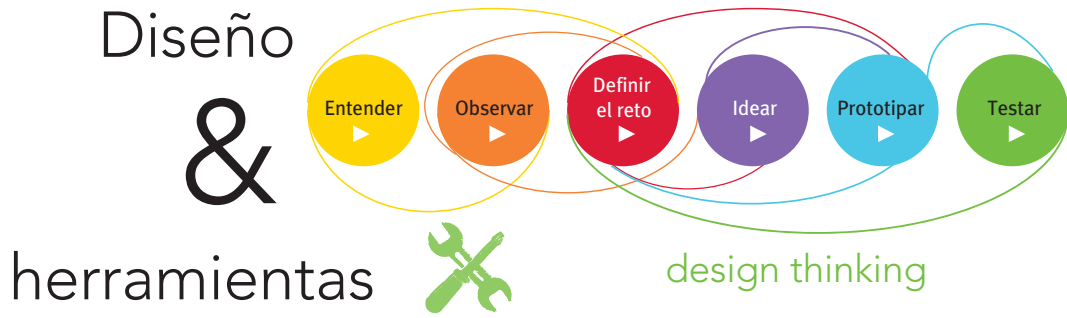 Diseño
&
herramientas
Entender
Observar
Definir
el reto
Idear
Prototipar
Testar
design thinking